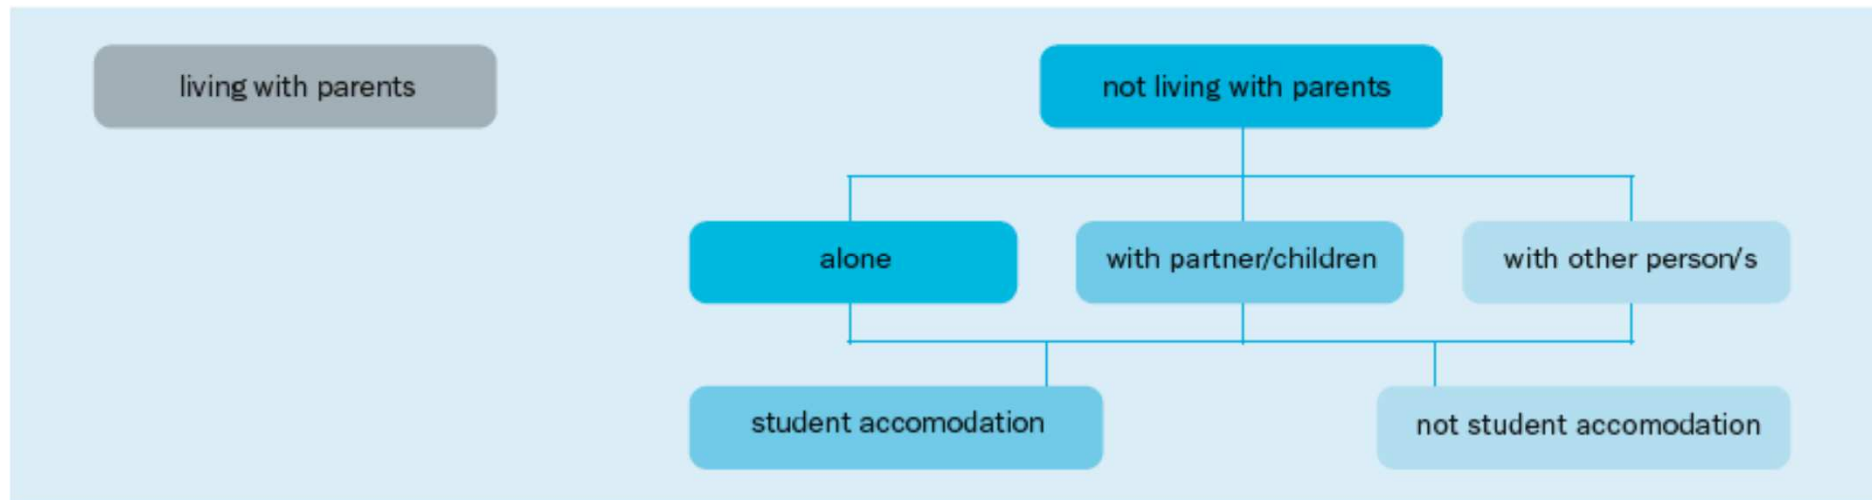 living with parents
not living with parents
alone
with partner/children
with other person/s
student accomodation
not student accomodation